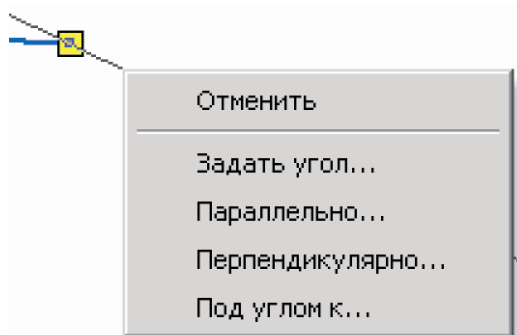 Отменить
Задать угол...
Параллельно...
Перпендикулярно...
Под углом к...